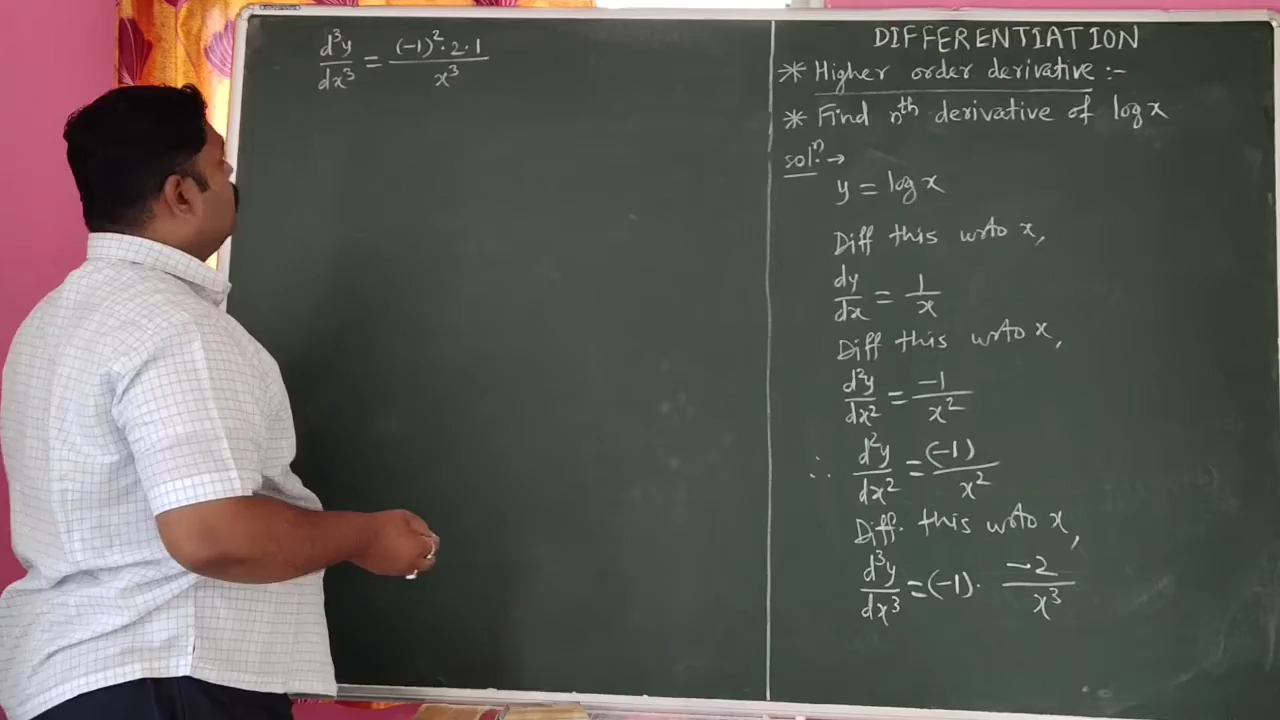 DIFFERENTIATION
* Higher order derivative :-
* Find nth derivative of log x
solⁿ. →
y = log x
Diff this w.r.to x,
dy/dx = 1/x
Diff this w.r.to x,
d²y/dx² = -1/x²
∴ d²y/dx² = (-1)/x²
Diff. this w.r.to x,
d³y/dx³ = (-1)· -2/x³
d³y/dx³ = (-1)²·2·1/x³